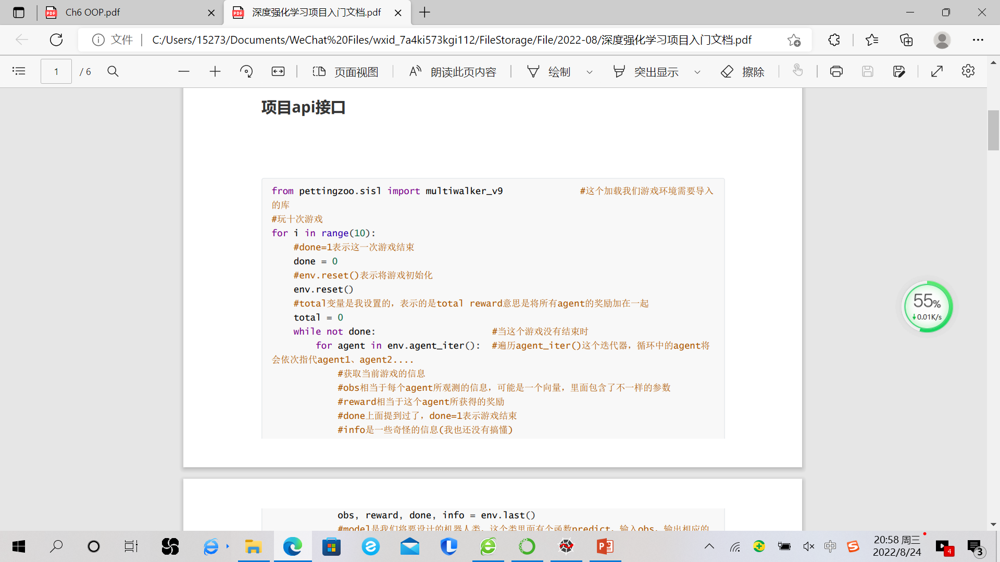 Ch6 OOP.pdf
深度强化学习项目入门文档.pdf
文件
C:/Users/15273/Documents/WeChat%20Files/wxid_7a4ki573kgi112/FileStorage/File/2022-08/深度强化学习项目入门文档.pdf
1 / 6
页面视图
朗读此页内容
绘制
突出显示
擦除
项目api接口
from pettingzoo.sisl import multiwalker_v9 #这个加载我们游戏环境需要导入
的库
#玩十次游戏
for i in range(10):
#done=1表示这一次游戏结束
done = 0
#env.reset()表示将游戏初始化
env.reset()
#total变量是我设置的，表示的是total reward意思是将所有agent的奖励加在一起
total = 0
while not done: #当这个游戏没有结束时
for agent in env.agent_iter(): #遍历agent_iter()这个迭代器，循环中的agent将
会依次指代agent1、agent2....
#获取当前游戏的信息
#obs相当于每个agent所观测的信息，可能是一个向量，里面包含了不一样的参数
#reward相当于这个agent所获得的奖励
#done上面提到过了，done=1表示游戏结束
#info是一些奇怪的信息(我也还没有搞懂)
obs, reward, done, info = env.last()
#model是我们将要设计的机器人类，这个类里面有个函数predict，输入obs，输出相应的
55%
0.01K/s
中
20:58 周三
2022/8/24
4
3